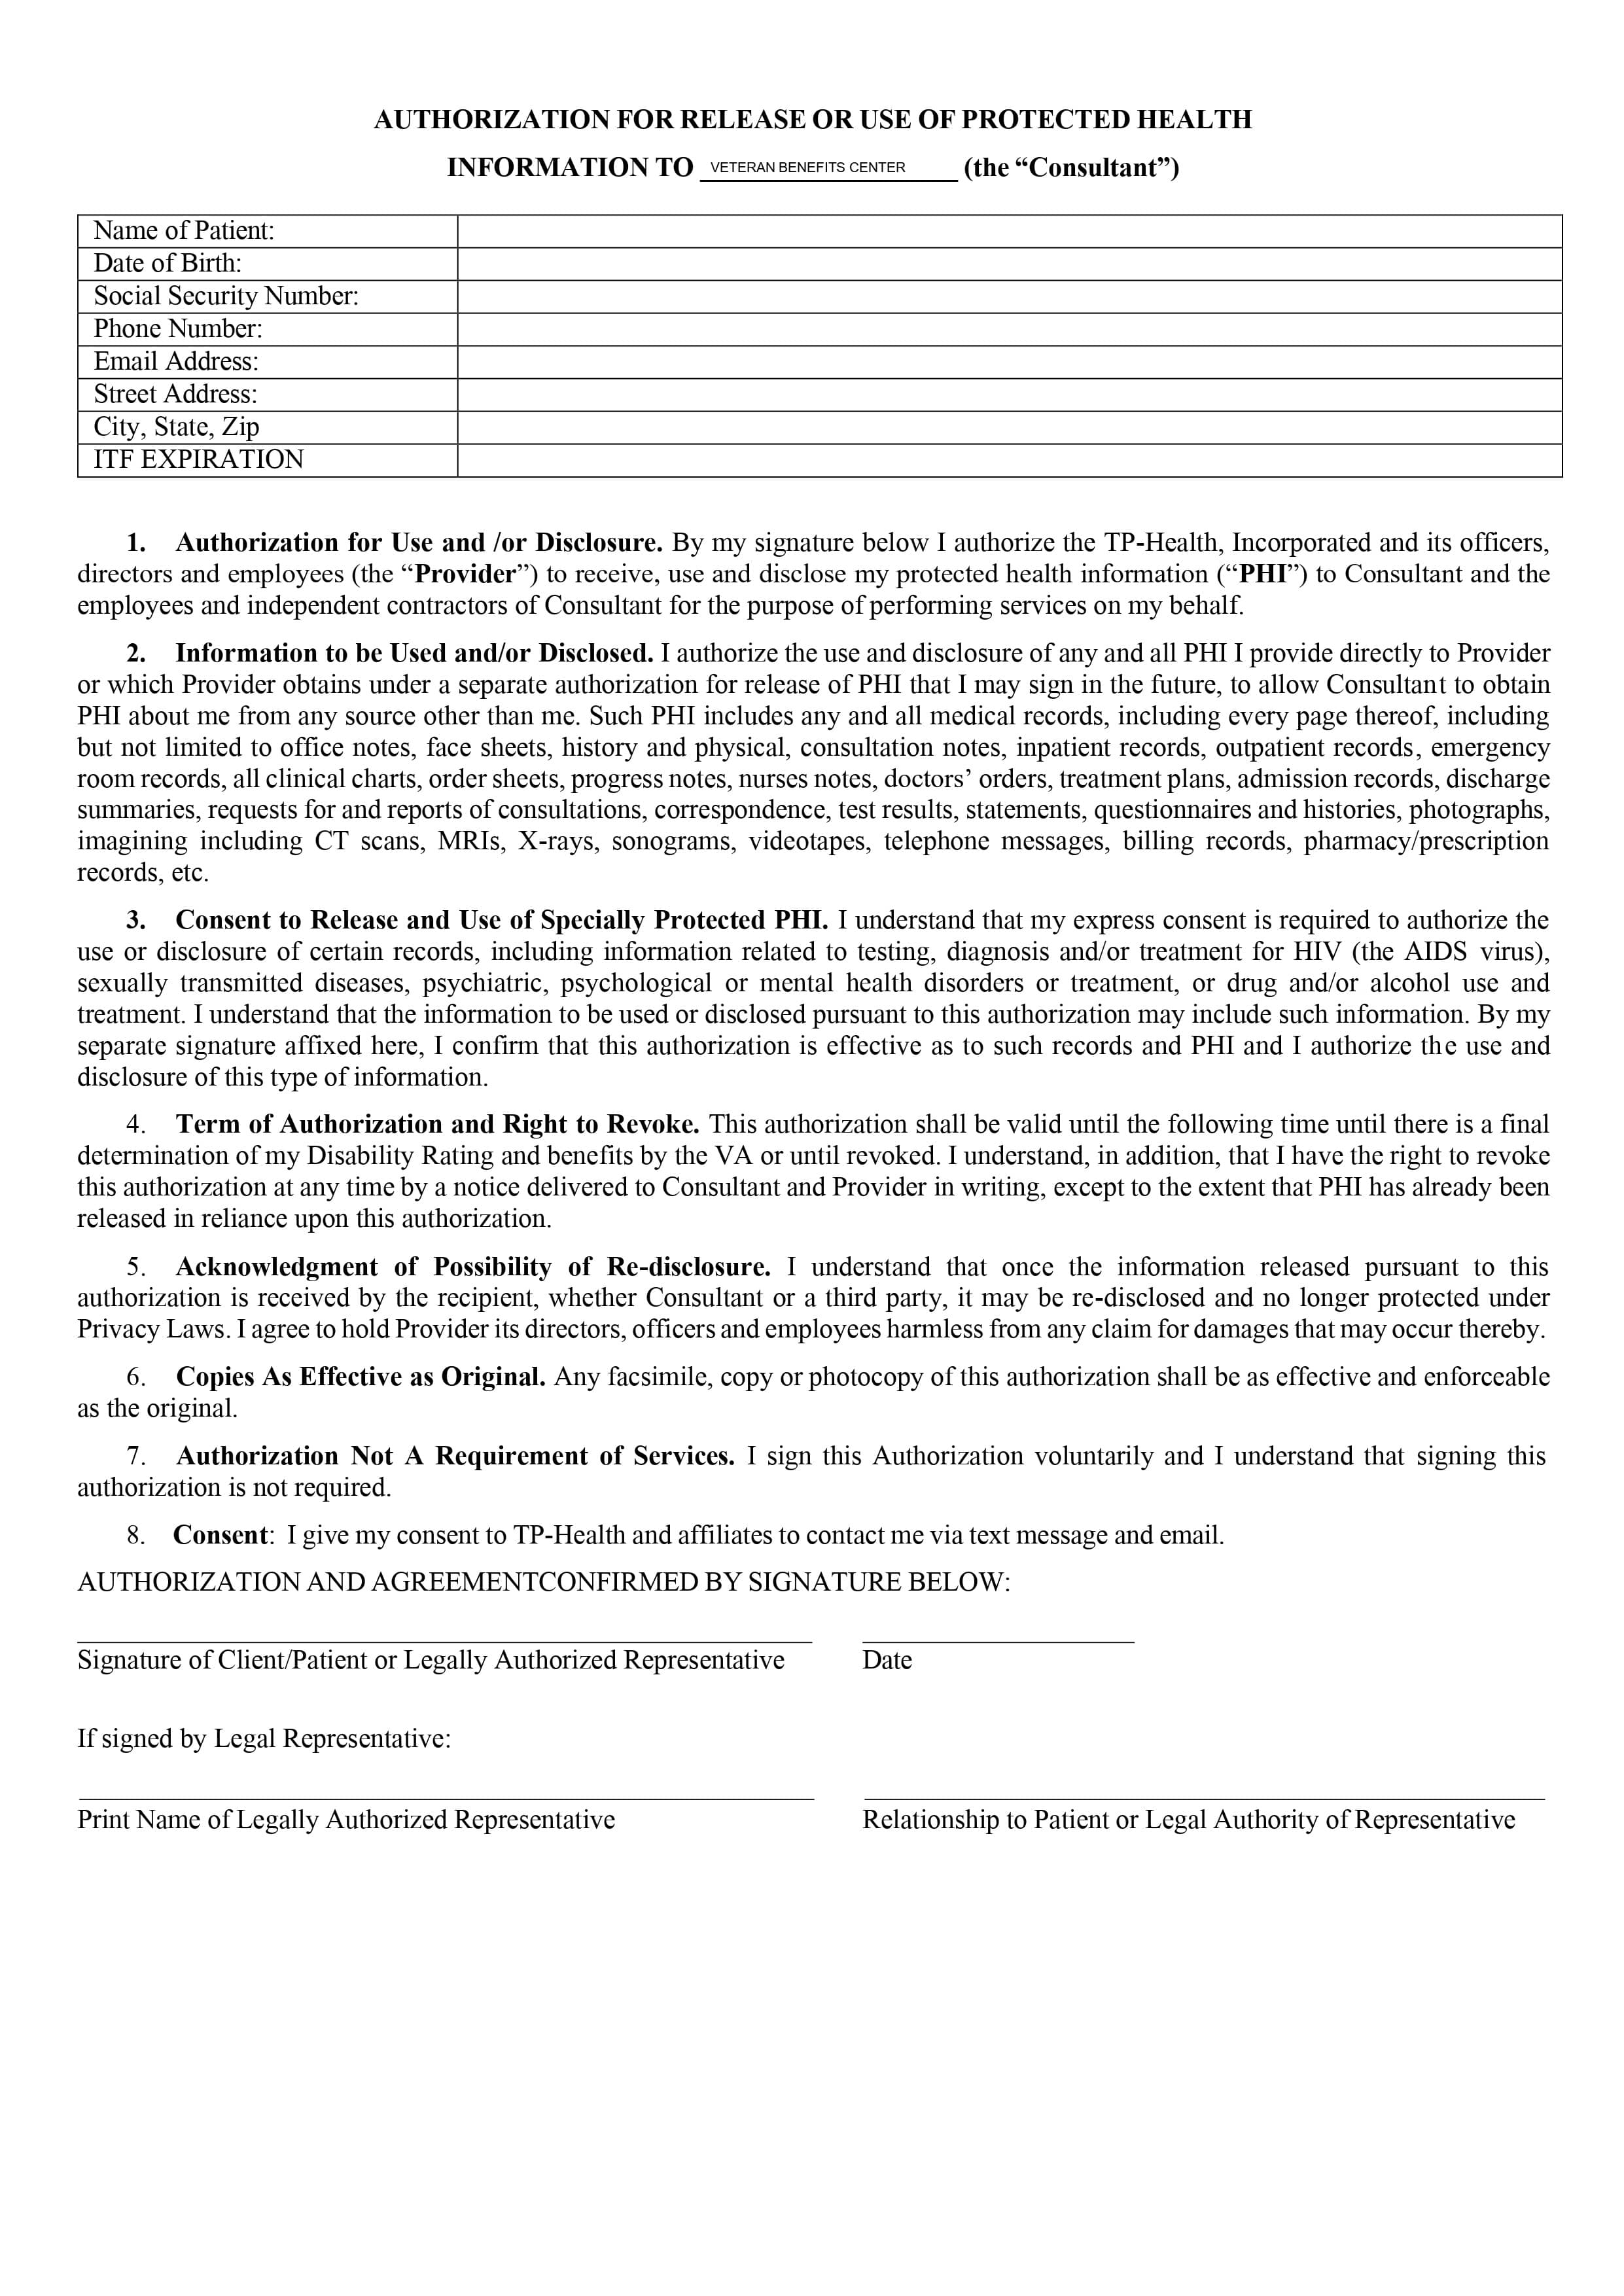 AUTHORIZATION FOR RELEASE OR USE OF PROTECTED HEALTH
INFORMATION TO VETERAN BENEFITS CENTER (the “Consultant”)
Name of Patient:
Date of Birth:
Social Security Number:
Phone Number:
Email Address:
Street Address:
City, State, Zip
ITF EXPIRATION
1. Authorization for Use and /or Disclosure. By my signature below I authorize the TP-Health, Incorporated and its officers,
directors and employees (the “Provider”) to receive, use and disclose my protected health information (“PHI”) to Consultant and the
employees and independent contractors of Consultant for the purpose of performing services on my behalf.
2. Information to be Used and/or Disclosed. I authorize the use and disclosure of any and all PHI I provide directly to Provider
or which Provider obtains under a separate authorization for release of PHI that I may sign in the future, to allow Consultant to obtain
PHI about me from any source other than me. Such PHI includes any and all medical records, including every page thereof, including
but not limited to office notes, face sheets, history and physical, consultation notes, inpatient records, outpatient records, emergency
room records, all clinical charts, order sheets, progress notes, nurses notes, doctors’ orders, treatment plans, admission records, discharge
summaries, requests for and reports of consultations, correspondence, test results, statements, questionnaires and histories, photographs,
imagining including CT scans, MRIs, X-rays, sonograms, videotapes, telephone messages, billing records, pharmacy/prescription
records, etc.
3. Consent to Release and Use of Specially Protected PHI. I understand that my express consent is required to authorize the
use or disclosure of certain records, including information related to testing, diagnosis and/or treatment for HIV (the AIDS virus),
sexually transmitted diseases, psychiatric, psychological or mental health disorders or treatment, or drug and/or alcohol use and
treatment. I understand that the information to be used or disclosed pursuant to this authorization may include such information. By my
separate signature affixed here, I confirm that this authorization is effective as to such records and PHI and I authorize the use and
disclosure of this type of information.
4. Term of Authorization and Right to Revoke. This authorization shall be valid until the following time until there is a final
determination of my Disability Rating and benefits by the VA or until revoked. I understand, in addition, that I have the right to revoke
this authorization at any time by a notice delivered to Consultant and Provider in writing, except to the extent that PHI has already been
released in reliance upon this authorization.
5. Acknowledgment of Possibility of Re-disclosure. I understand that once the information released pursuant to this
authorization is received by the recipient, whether Consultant or a third party, it may be re-disclosed and no longer protected under
Privacy Laws. I agree to hold Provider its directors, officers and employees harmless from any claim for damages that may occur thereby.
6. Copies As Effective as Original. Any facsimile, copy or photocopy of this authorization shall be as effective and enforceable
as the original.
7. Authorization Not A Requirement of Services. I sign this Authorization voluntarily and I understand that signing this
authorization is not required.
8. Consent: I give my consent to TP-Health and affiliates to contact me via text message and email.
AUTHORIZATION AND AGREEMENTCONFIRMED BY SIGNATURE BELOW:
Signature of Client/Patient or Legally Authorized Representative Date
If signed by Legal Representative:
Print Name of Legally Authorized Representative Relationship to Patient or Legal Authority of Representative